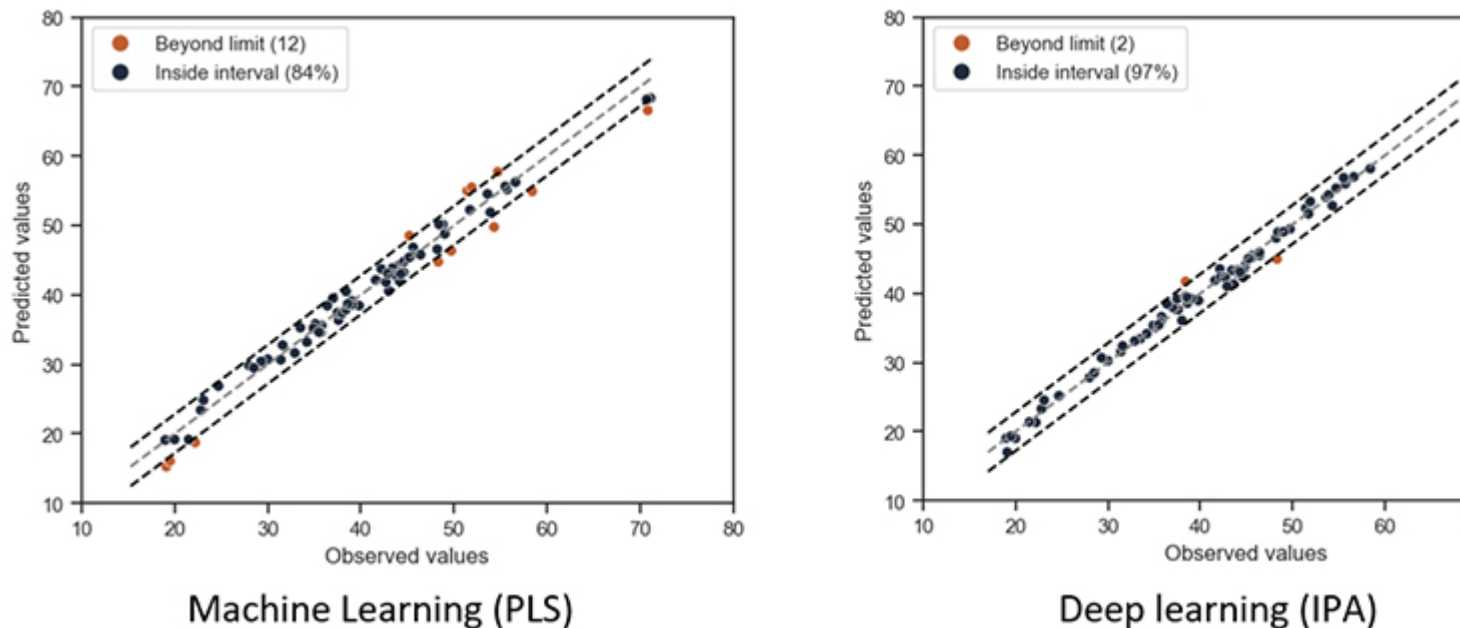 80
70
60
50
40
30
20
10
Predicted values
Beyond limit (12)
Inside interval (84%)
10 20 30 40 50 60 70 80
Observed values
Machine Learning (PLS)
80
70
60
50
40
30
20
10
Predicted values
Beyond limit (2)
Inside interval (97%)
10 20 30 40 50 60
Observed values
Deep learning (IPA)